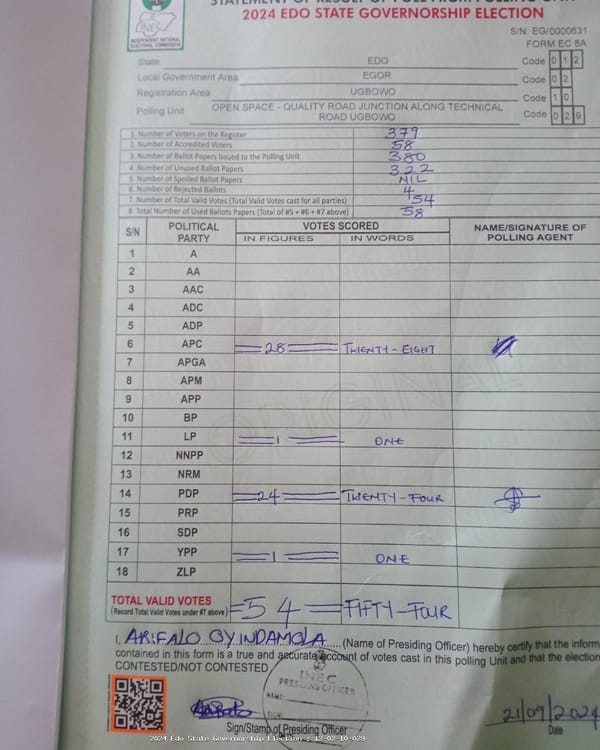 STATEMENT OF RESULT OF POLL FROM POLLING UNIT
2024 EDO STATE GOVERNORSHIP ELECTION
INEC
INDEPENDENT NATIONAL
ELECTORAL COMMISSION
S/N: EG/0000631
FORM EC 8A
State EDO Code 0 1 2
Local Government Area EGOR Code 0 2
Registration Area UGBOWO Code 1 0
Polling Unit OPEN SPACE - QUALITY ROAD JUNCTION ALONG TECHNICAL
ROAD UGBOWO Code 0 2 9
1. Number of Voters on the Register 379
2. Number of Accredited Voters 58
3. Number of Ballot Papers Issued to the Polling Unit 380
4. Number of Unused Ballot Papers 322
5. Number of Spoiled Ballot Papers NIL
6. Number of Rejected Ballots 4
7. Number of Total Valid Votes (Total Valid Votes cast for all parties) 54
8. Total Number of Used Ballots Papers (Total of #5 + #6 + #7 above) 58
S/N POLITICAL PARTY VOTES SCORED NAME/SIGNATURE OF POLLING AGENT
IN FIGURES IN WORDS
1 A
2 AA
3 AAC
4 ADC
5 ADP
6 APC 28 TWENTY-EIGHT
7 APGA
8 APM
9 APP
10 BP
11 LP 1 ONE
12 NNPP
13 NRM
14 PDP 24 TWENTY-FOUR
15 PRP
16 SDP
17 YPP 1 ONE
18 ZLP
ORIGINAL
TOTAL VALID VOTES
(Record Total Valid Votes under #7 above) =54= FIFTY-FOUR
I, ARIFALO OYINDAMOLA (Name of Presiding Officer) hereby certify that the inform
contained in this form is a true and accurate account of votes cast in this polling Unit and that the election
CONTESTED/NOT CONTESTED
INEC
PRESIDING OFFICER
NAME:
SIGN:
21/09/2024
Sign/Stamp of Presiding Officer Date
2024 Edo State Governorship Election : 12-02-10-029